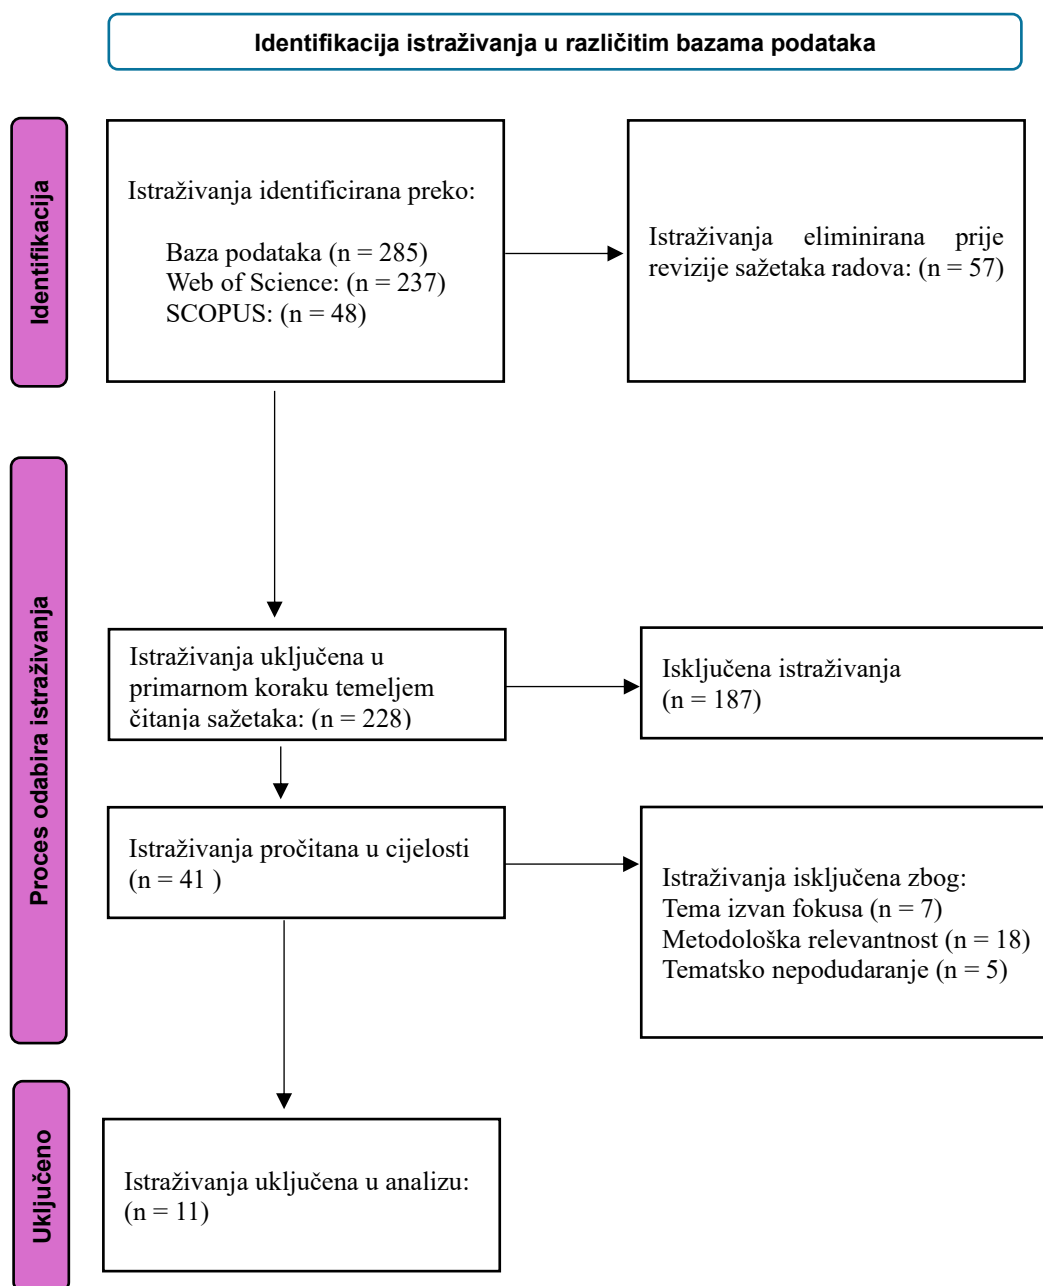 Identifikacija istraživanja u različitim bazama podataka
Identifikacija
Istraživanja identificirana preko:
Baza podataka (n = 285)
Web of Science: (n = 237)
SCOPUS: (n = 48)
Istraživanja eliminirana prije
revizije sažetaka radova: (n = 57)
Proces odabira istraživanja
Istraživanja uključena u
primarnom koraku temeljem
čitanja sažetaka: (n = 228)
Isključena istraživanja
(n = 187)
Istraživanja pročitana u cijelosti
(n = 41 )
Istraživanja isključena zbog:
Tema izvan fokusa (n = 7)
Metodološka relevantnost (n = 18)
Tematsko nepodudaranje (n = 5)
Uključeno
Istraživanja uključena u analizu:
(n = 11)